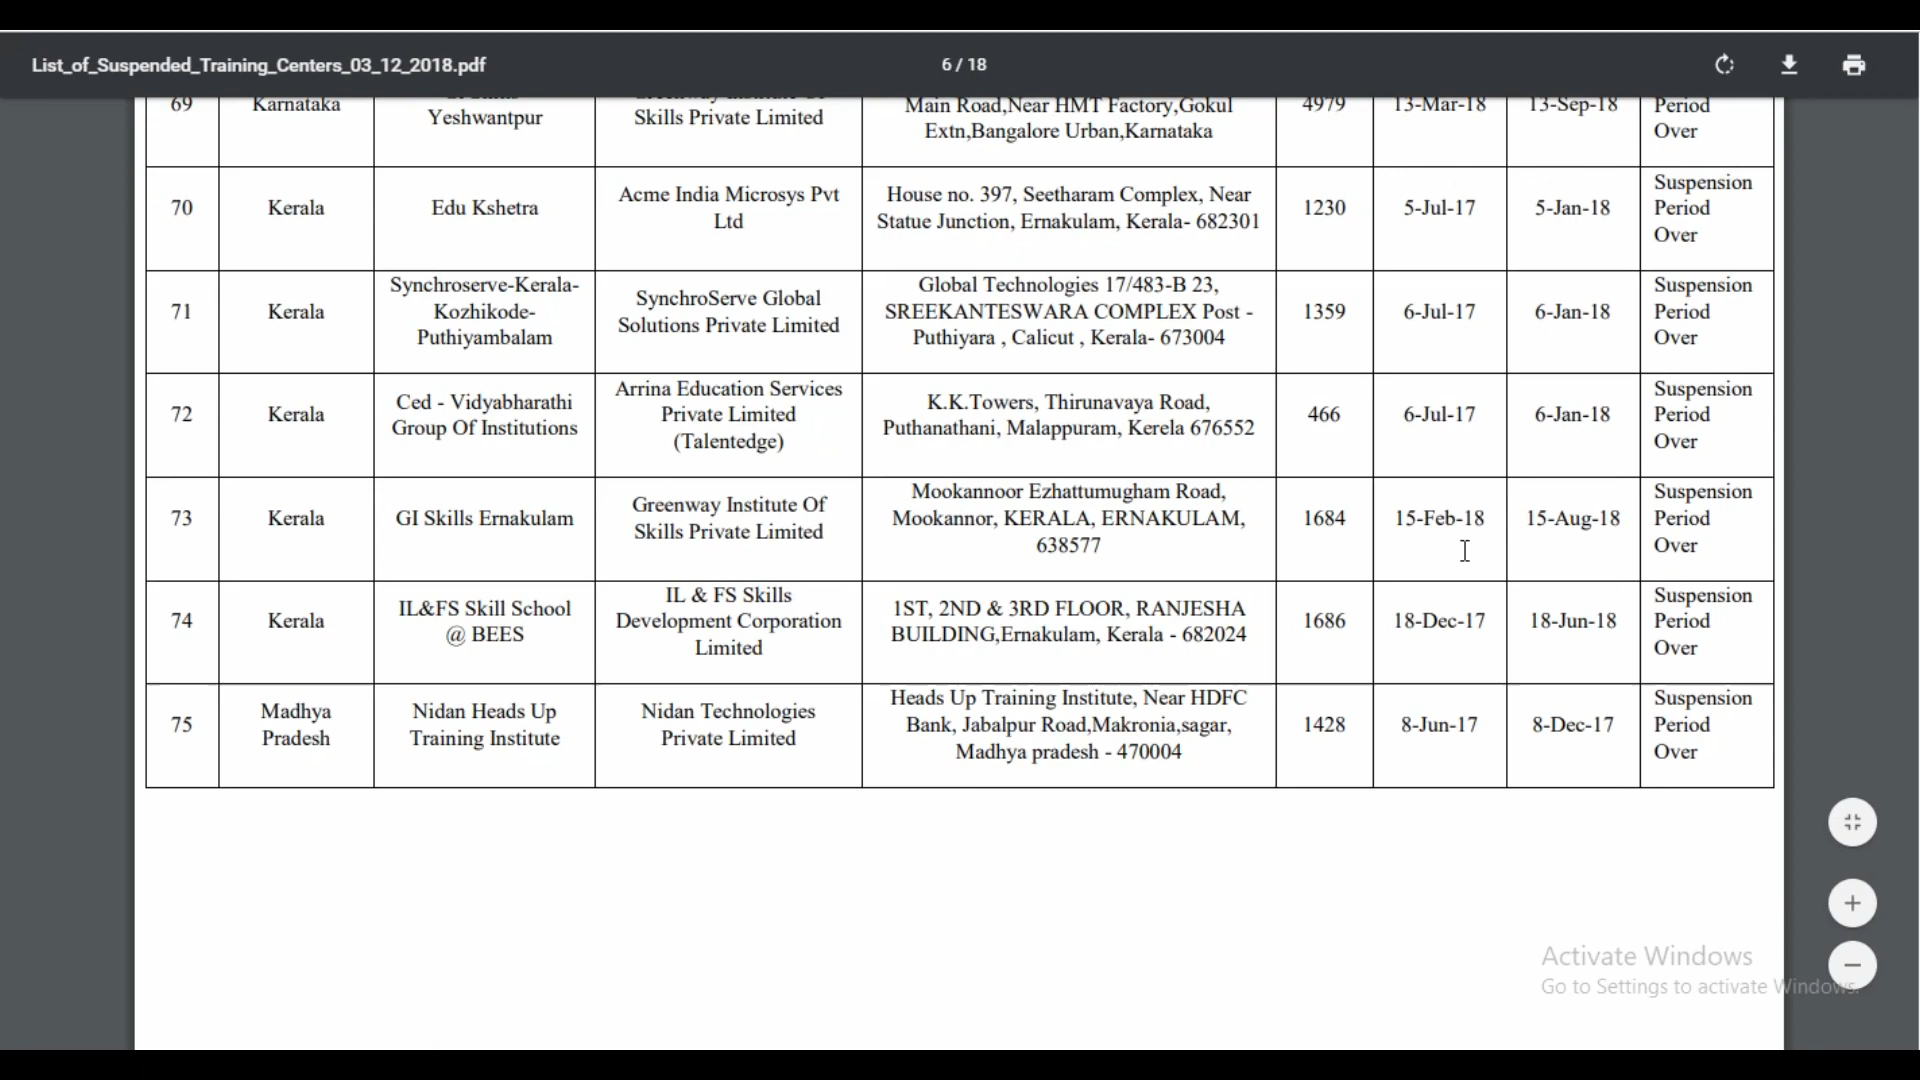 List_of_Suspended_Training_Centers_03_12_2018.pdf
6 / 18
69
Karnataka
Yeshwantpur
Skills Private Limited
Main Road,Near HMT Factory,Gokul
Extn,Bangalore Urban,Karnataka
4979
13-Mar-18
13-Sep-18
Period
Over
70
Kerala
Edu Kshetra
Acme India Microsys Pvt
Ltd
House no. 397, Seetharam Complex, Near
Statue Junction, Ernakulam, Kerala- 682301
1230
5-Jul-17
5-Jan-18
Suspension
Period
Over
71
Kerala
Synchroserve-Kerala-
Kozhikode-
Puthiyambalam
SynchroServe Global
Solutions Private Limited
Global Technologies 17/483-B 23,
SREEKANTESWARA COMPLEX Post -
Puthiyara , Calicut , Kerala- 673004
1359
6-Jul-17
6-Jan-18
Suspension
Period
Over
72
Kerala
Ced - Vidyabharathi
Group Of Institutions
Arrina Education Services
Private Limited
(Talentedge)
K.K.Towers, Thirunavaya Road,
Puthanathani, Malappuram, Kerela 676552
466
6-Jul-17
6-Jan-18
Suspension
Period
Over
73
Kerala
GI Skills Ernakulam
Greenway Institute Of
Skills Private Limited
Mookannoor Ezhattumugham Road,
Mookannor, KERALA, ERNAKULAM,
638577
1684
15-Feb-18
15-Aug-18
Suspension
Period
Over
74
Kerala
IL&FS Skill School
@ BEES
IL & FS Skills
Development Corporation
Limited
1ST, 2ND & 3RD FLOOR, RANJESHA
BUILDING,Ernakulam, Kerala - 682024
1686
18-Dec-17
18-Jun-18
Suspension
Period
Over
75
Madhya
Pradesh
Nidan Heads Up
Training Institute
Nidan Technologies
Private Limited
Heads Up Training Institute, Near HDFC
Bank, Jabalpur Road,Makronia,sagar,
Madhya pradesh - 470004
1428
8-Jun-17
8-Dec-17
Suspension
Period
Over
Activate Windows
Go to Settings to activate Windows.